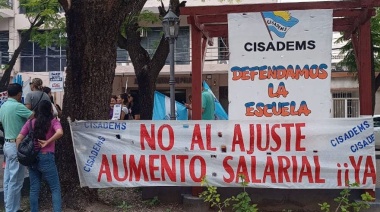 CISADEMS
DEFENDAMOS
LA
ESCUELA
CISADEMS
CISADEMS
NO AL AJUSTE
AUMENTO SALARIAL ¡¡YA
CISADEMS
CISADEMS